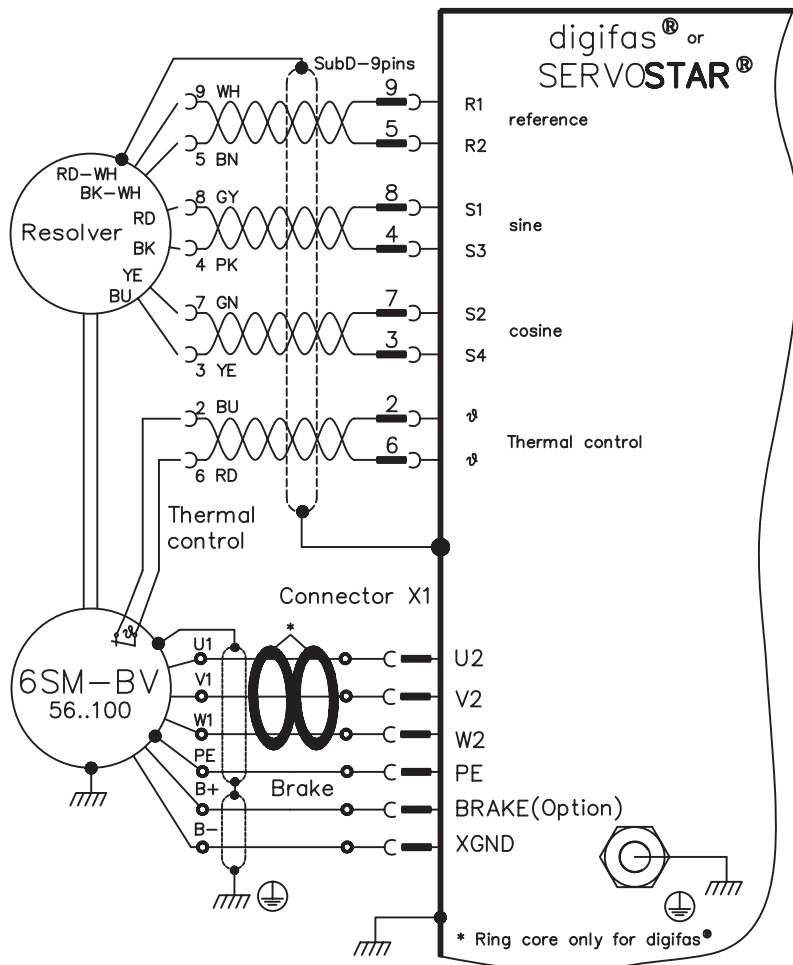 digifas® or
SERVOSTAR®
SubD-9pins
9 WH
9
R1
reference
5 BN
5
R2
RD-WH
BK-WH
8 GY
8
S1
sine
RD
Resolver
BK
4 PK
4
S3
YE
BU
7 GN
7
S2
cosine
3 YE
3
S4
2 BU
2
ϑ
Thermal control
6 RD
6
ϑ
Thermal
control
Connector X1
*
ϑ
U1
U2
6SM-BV
56..100
V1
V2
W1
W2
PE
PE
B+
Brake
BRAKE(Option)
B-
XGND
* Ring core only for digifas®